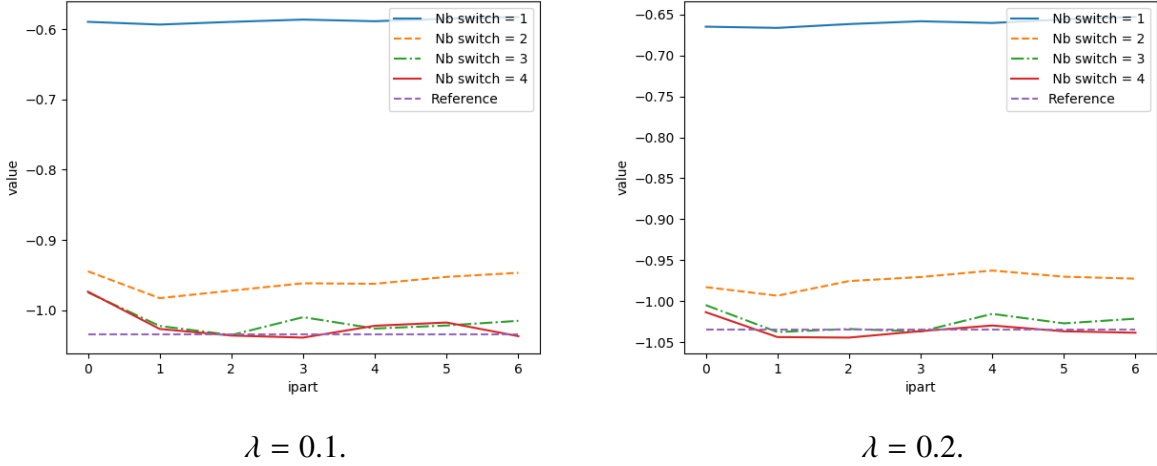 −0.6
−0.7
−0.8
−0.9
−1.0
value
0 1 2 3 4 5 6
ipart
Nb switch = 1
Nb switch = 2
Nb switch = 3
Nb switch = 4
Reference
λ = 0.1.
−0.65
−0.70
−0.75
−0.80
−0.85
−0.90
−0.95
−1.00
−1.05
value
0 1 2 3 4 5 6
ipart
Nb switch = 1
Nb switch = 2
Nb switch = 3
Nb switch = 4
Reference
λ = 0.2.